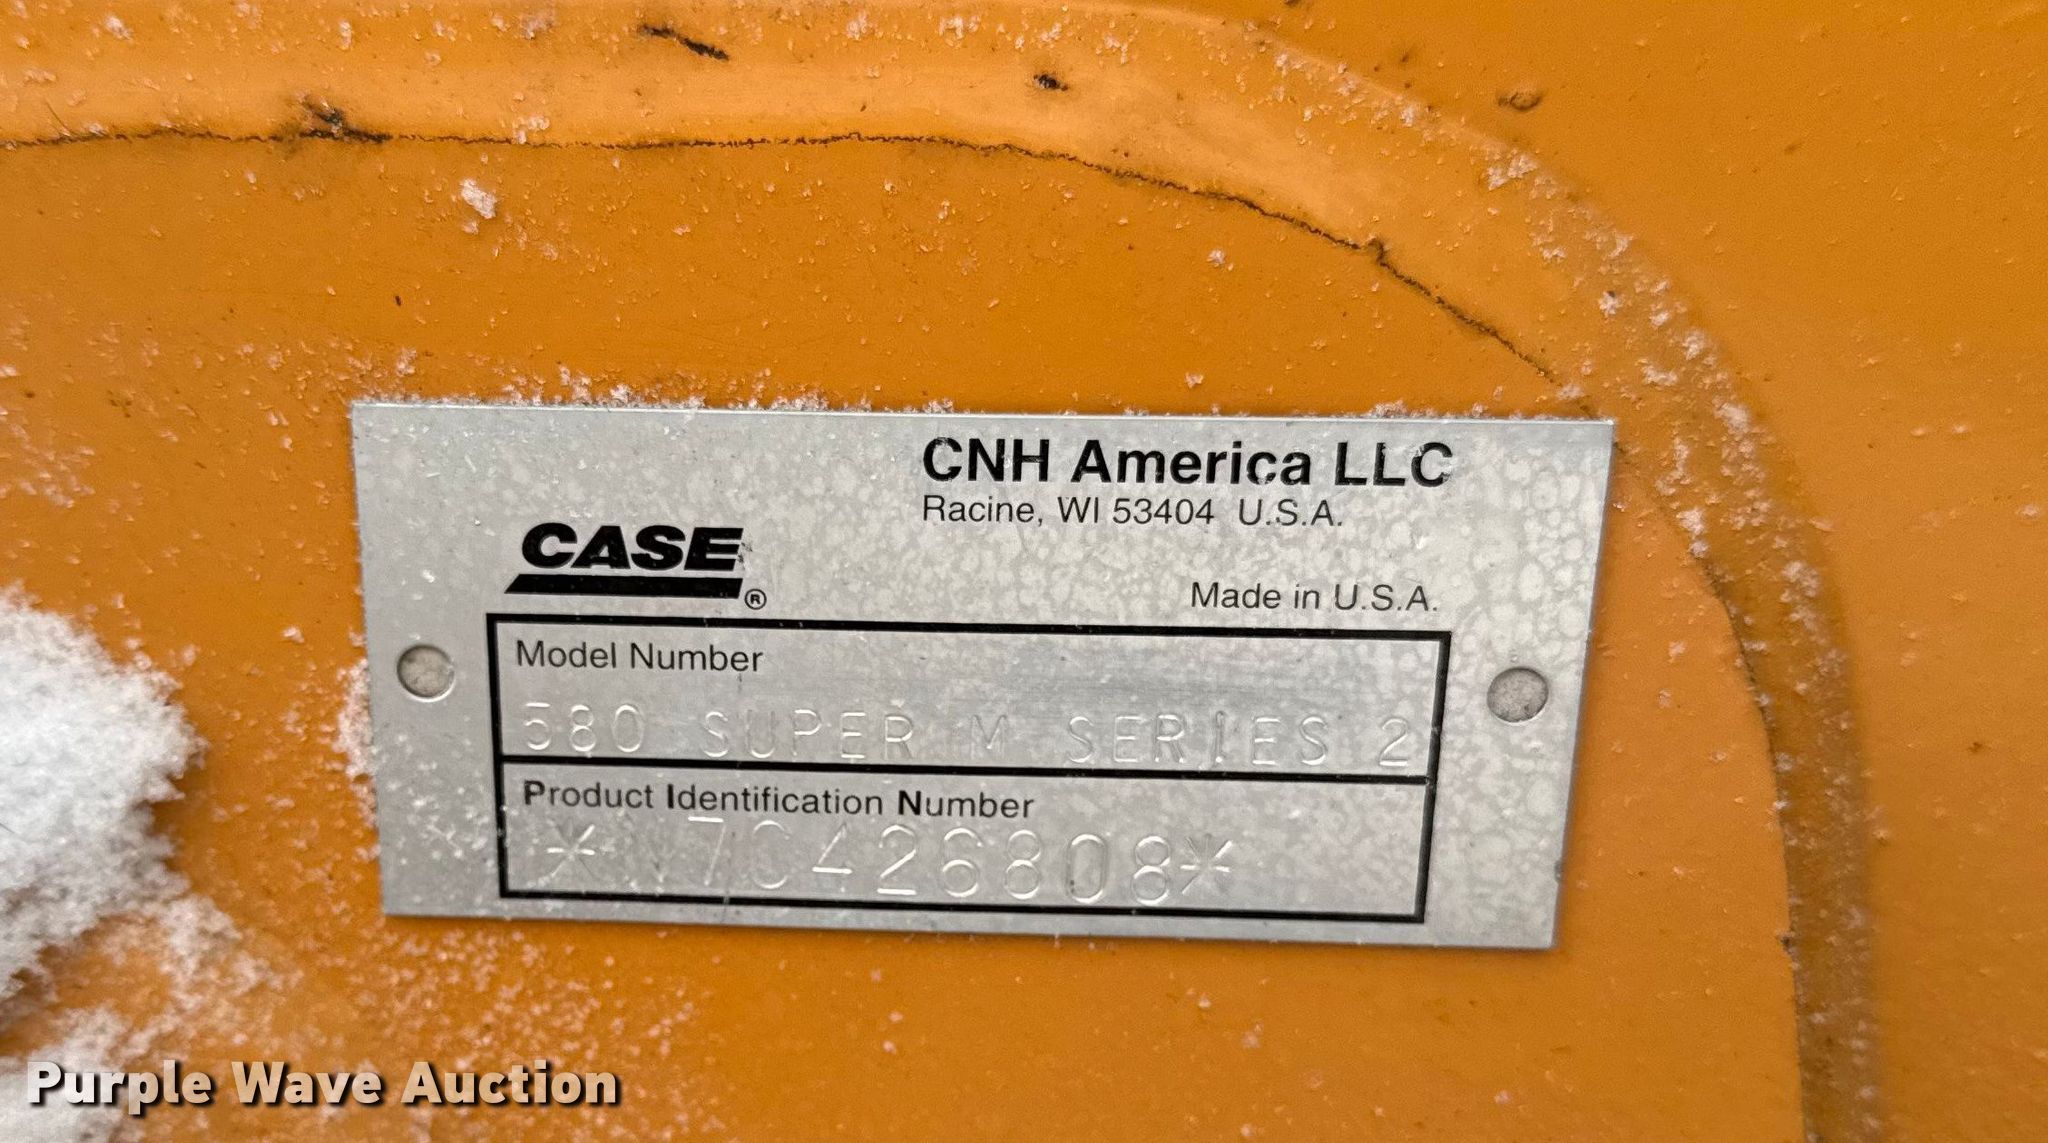 CNH America LLC
Racine, WI 53404 U.S.A.
CASE®
Made in U.S.A.
Model Number
580 SUPER M SERIES 2
Product Identification Number
*N7C426808*
Purple Wave Auction